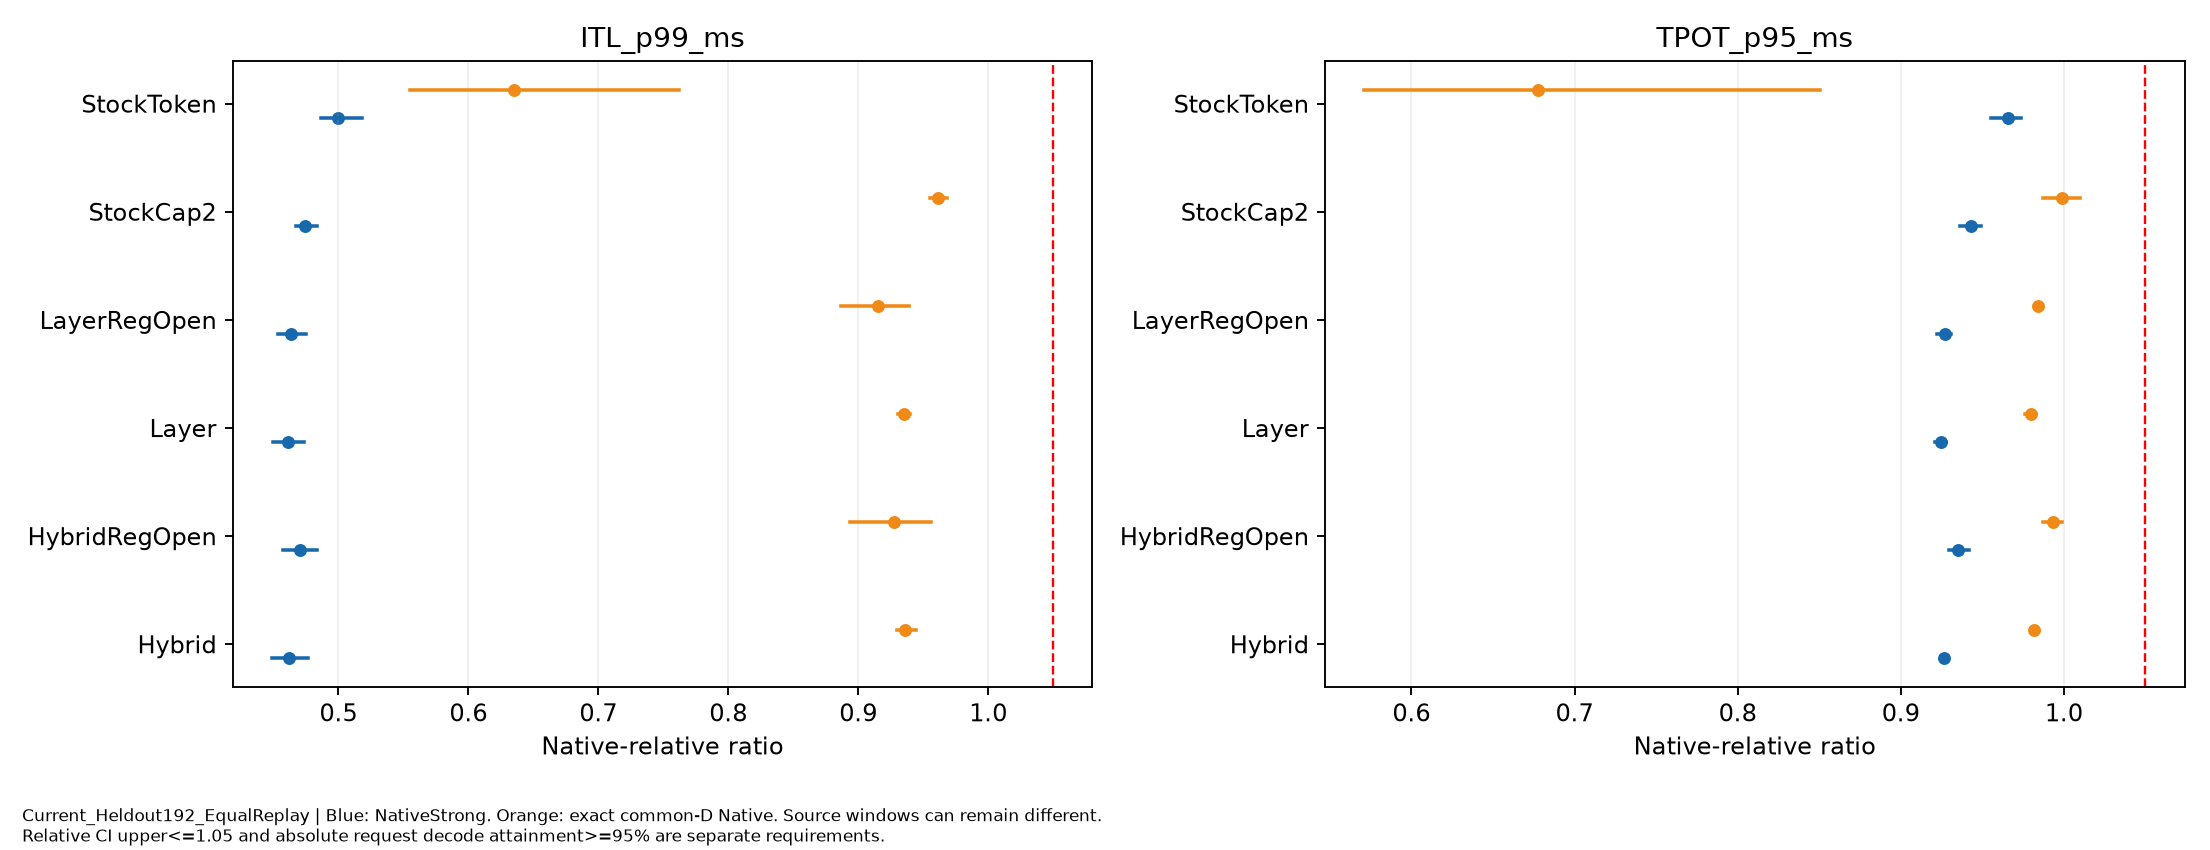 ITL_p99_ms
StockToken
StockCap2
LayerRegOpen
Layer
HybridRegOpen
Hybrid
0.5 0.6 0.7 0.8 0.9 1.0
Native-relative ratio
TPOT_p95_ms
StockToken
StockCap2
LayerRegOpen
Layer
HybridRegOpen
Hybrid
0.6 0.7 0.8 0.9 1.0
Native-relative ratio
Current_Heldout192_EqualReplay | Blue: NativeStrong. Orange: exact common-D Native. Source windows can remain different.
Relative CI upper<=1.05 and absolute request decode attainment>=95% are separate requirements.